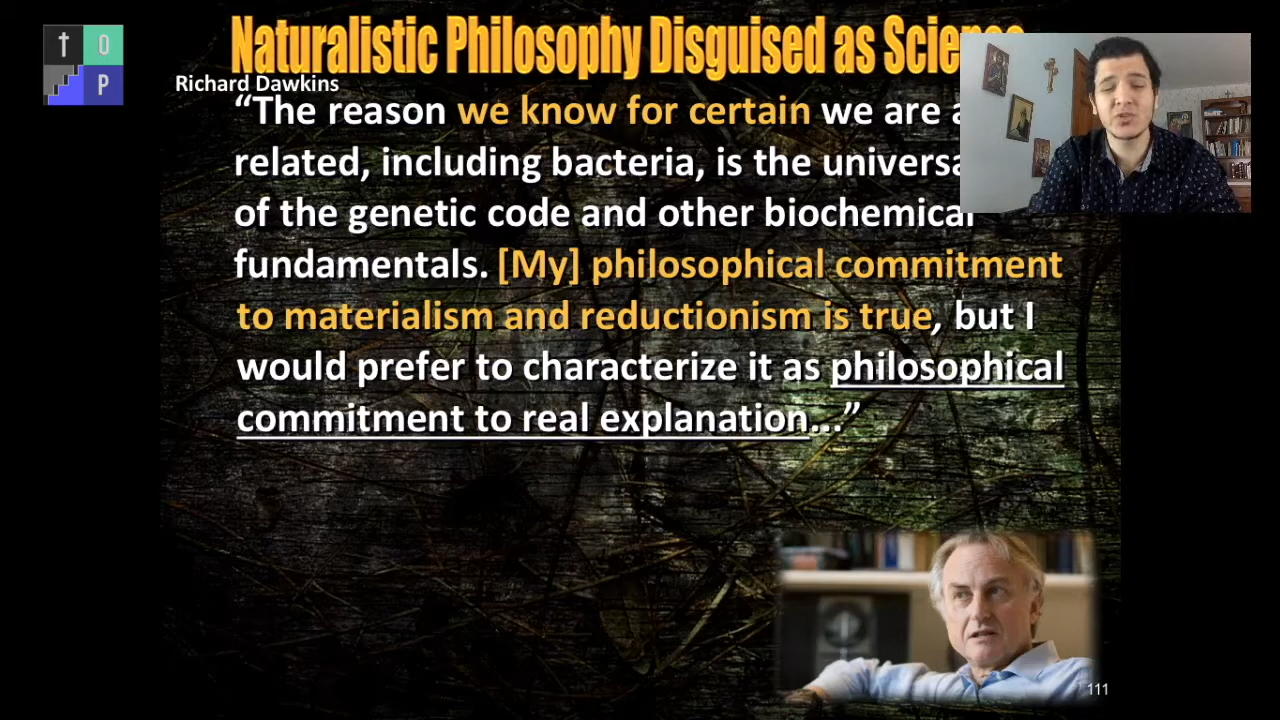 Naturalistic Philosophy Disguised as Science
† O
P
Richard Dawkins
“The reason we know for certain we are
related, including bacteria, is the
of the genetic code and other biochemical
fundamentals. [My] philosophical commitment
to materialism and reductionism is true, but I
would prefer to characterize it as philosophical
commitment to real explanation...”
111